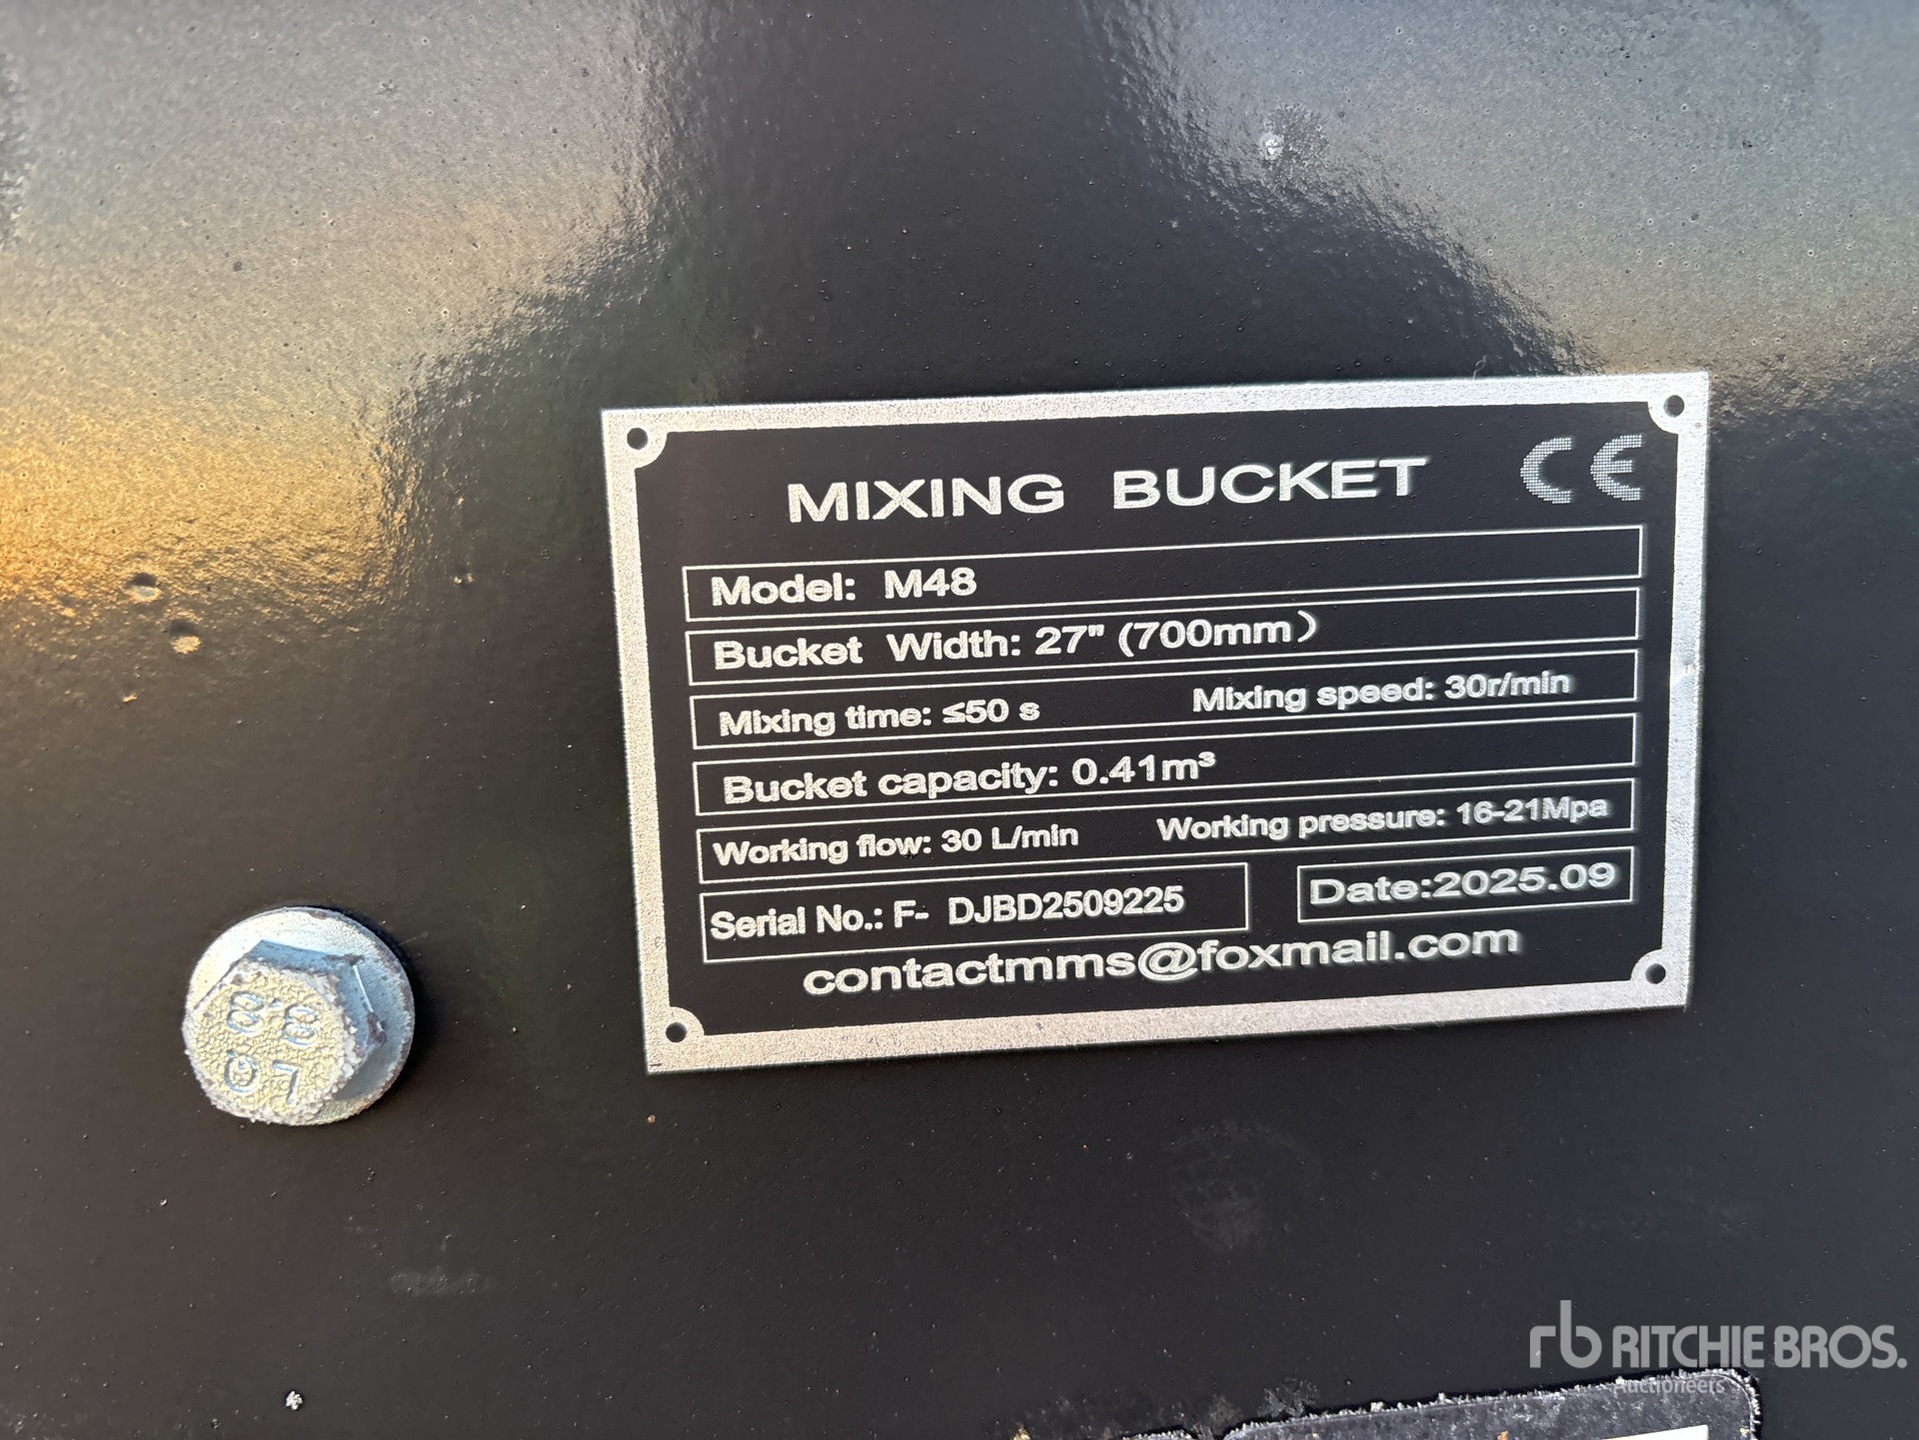 MIXING BUCKET CE
Model: M48
Bucket Width: 27" (700mm)
Mixing time: ≤50 s Mixing speed: 30r/min
Bucket capacity: 0.41m³
Working flow: 30 L/min Working pressure: 16-21Mpa
Serial No.: F- DJBD2509225 Date:2025.09
contactmms@foxmail.com
8.8
rb RITCHIE BROS.
Auctioneers